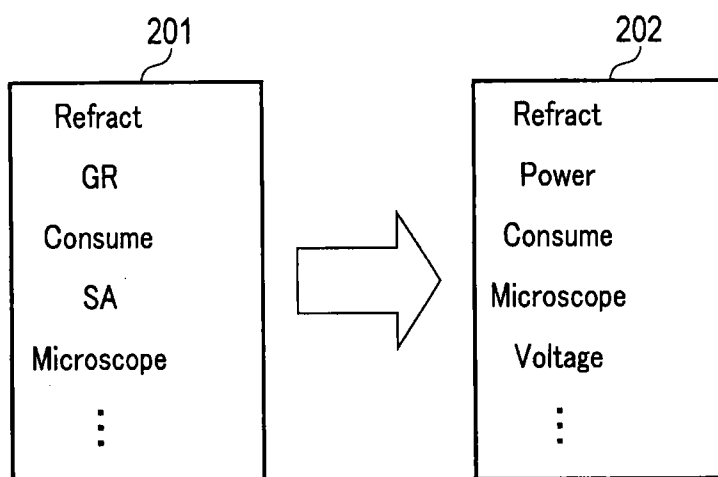 201
Refract
GR
Consume
SA
Microscope
202
Refract
Power
Consume
Microscope
Voltage